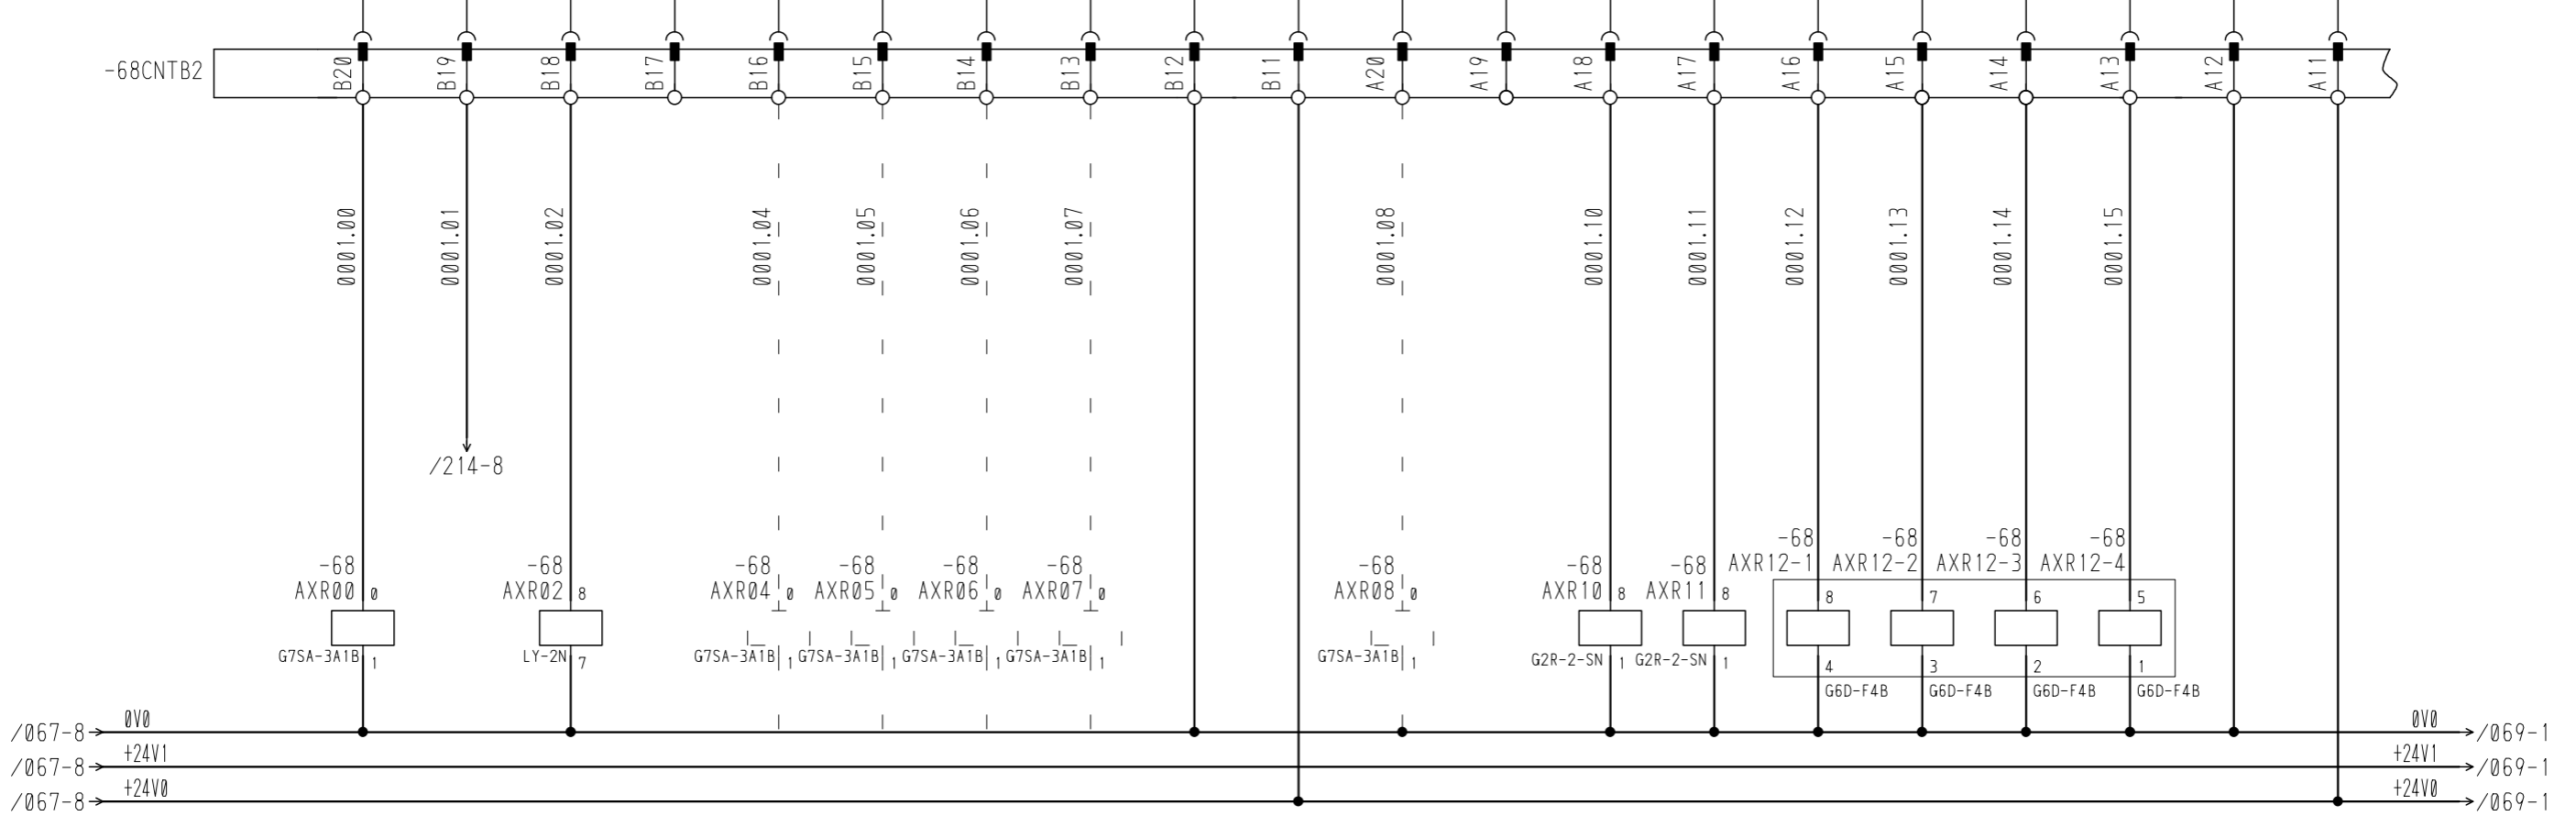 -68CNTB2
B20
B19
B18
B17
B16
B15
B14
B13
B12
B11
A20
A19
A18
A17
A16
A15
A14
A13
A12
A11
0001.00
0001.01
0001.02
0001.04
0001.05
0001.06
0001.07
0001.08
0001.10
0001.11
0001.12
0001.13
0001.14
0001.15
/214-8
-68
AXR00
0
G7SA-3A1B
1
-68
AXR02
8
LY-2N
7
-68
AXR04
0
G7SA-3A1B
1
-68
AXR05
0
G7SA-3A1B
1
-68
AXR06
0
G7SA-3A1B
1
-68
AXR07
0
G7SA-3A1B
1
-68
AXR08
0
G7SA-3A1B
1
-68
AXR10
8
G2R-2-SN
1
-68
AXR11
8
G2R-2-SN
1
-68
AXR12-1
8
4
G6D-F4B
-68
AXR12-2
7
3
G6D-F4B
-68
AXR12-3
6
2
G6D-F4B
-68
AXR12-4
5
1
G6D-F4B
/067-8 0V0 0V0 /069-1
/067-8 +24V1 +24V1 /069-1
/067-8 +24V0 +24V0 /069-1